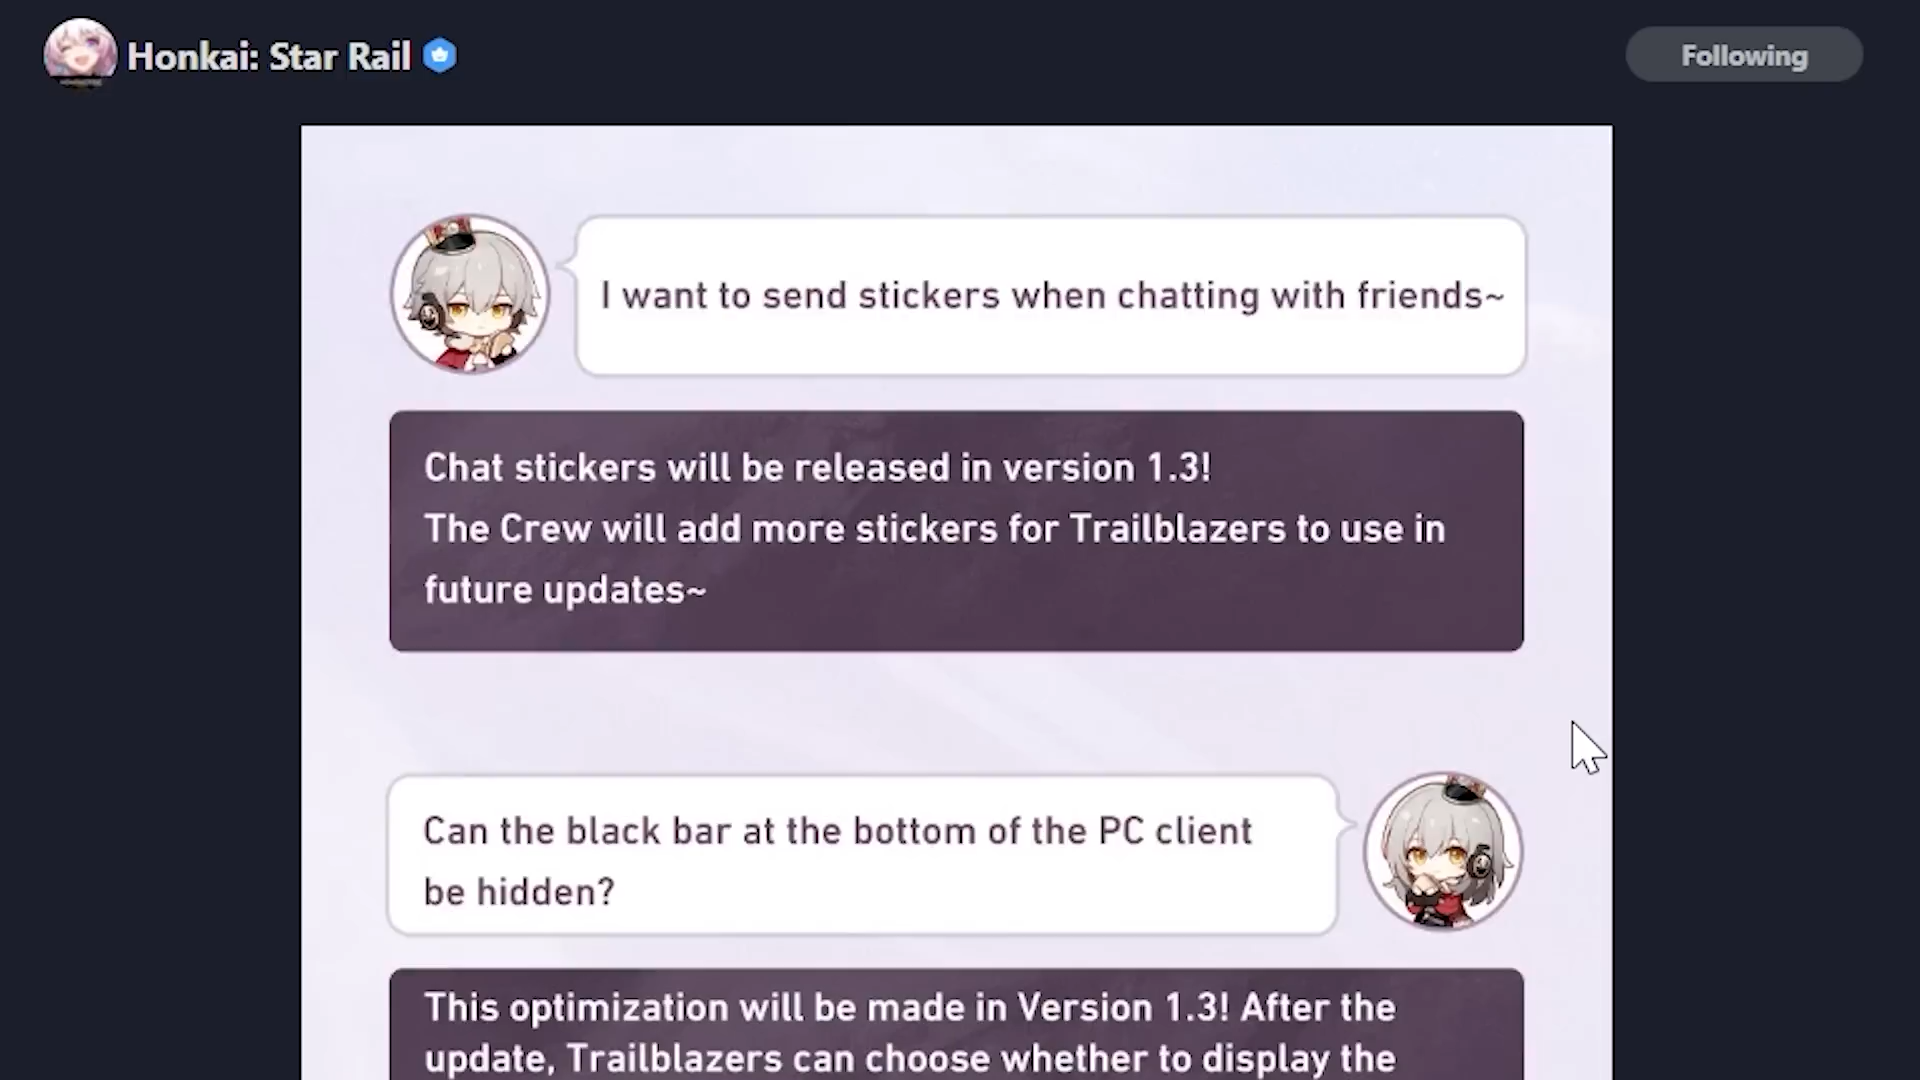 Honkai: Star Rail
Following
I want to send stickers when chatting with friends~
Chat stickers will be released in version 1.3!
The Crew will add more stickers for Trailblazers to use in
future updates~
Can the black bar at the bottom of the PC client
be hidden?
This optimization will be made in Version 1.3! After the
update, Trailblazers can choose whether to display the